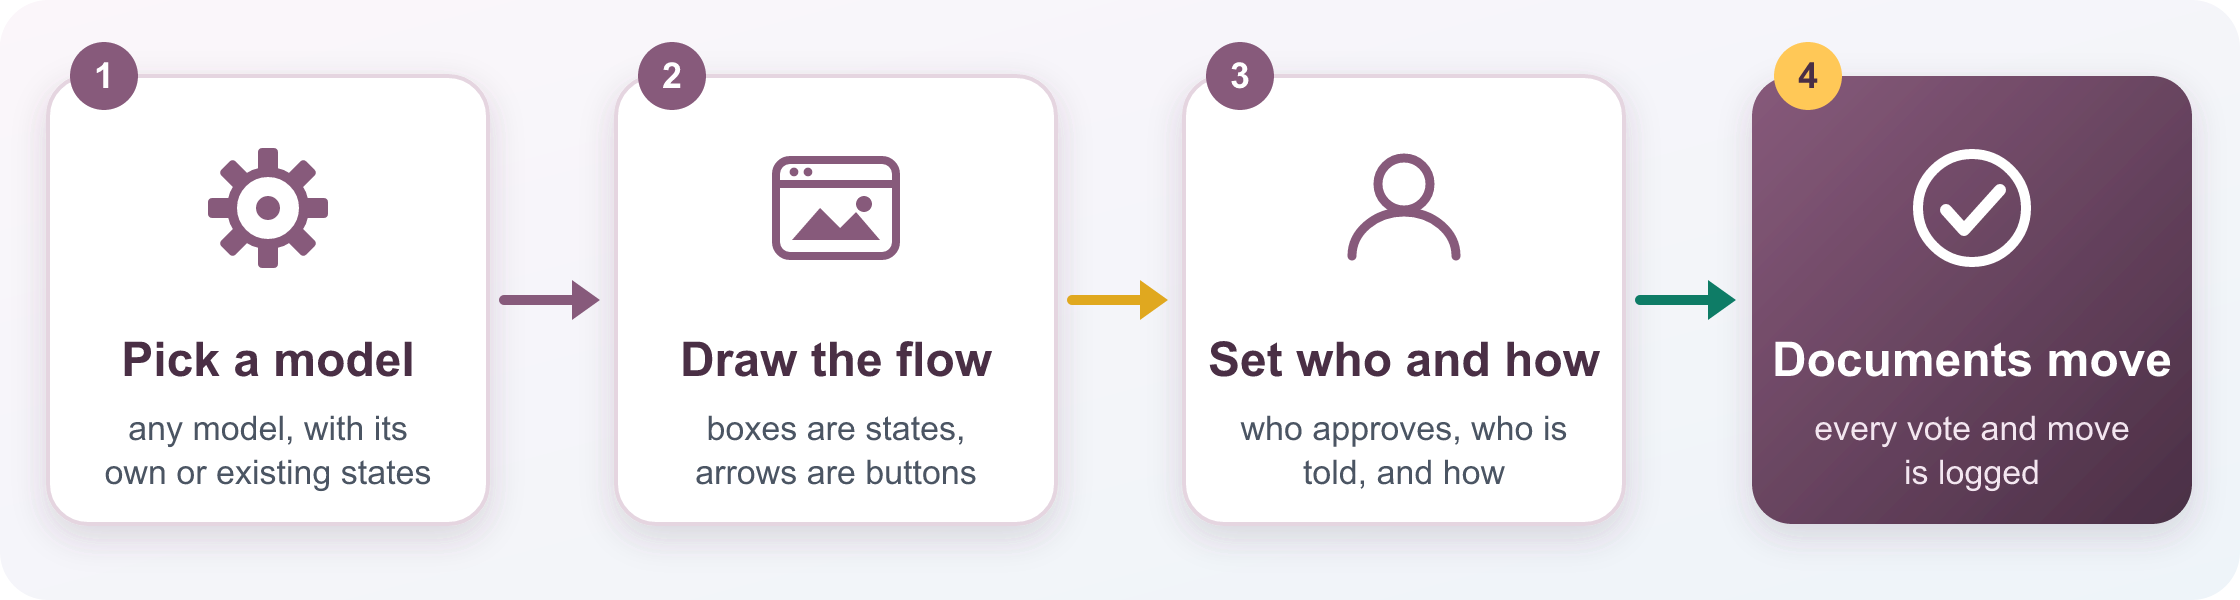 1
Pick a model
any model, with its
own or existing states
2
Draw the flow
boxes are states,
arrows are buttons
3
Set who and how
who approves, who is
told, and how
4
Documents move
every vote and move
is logged